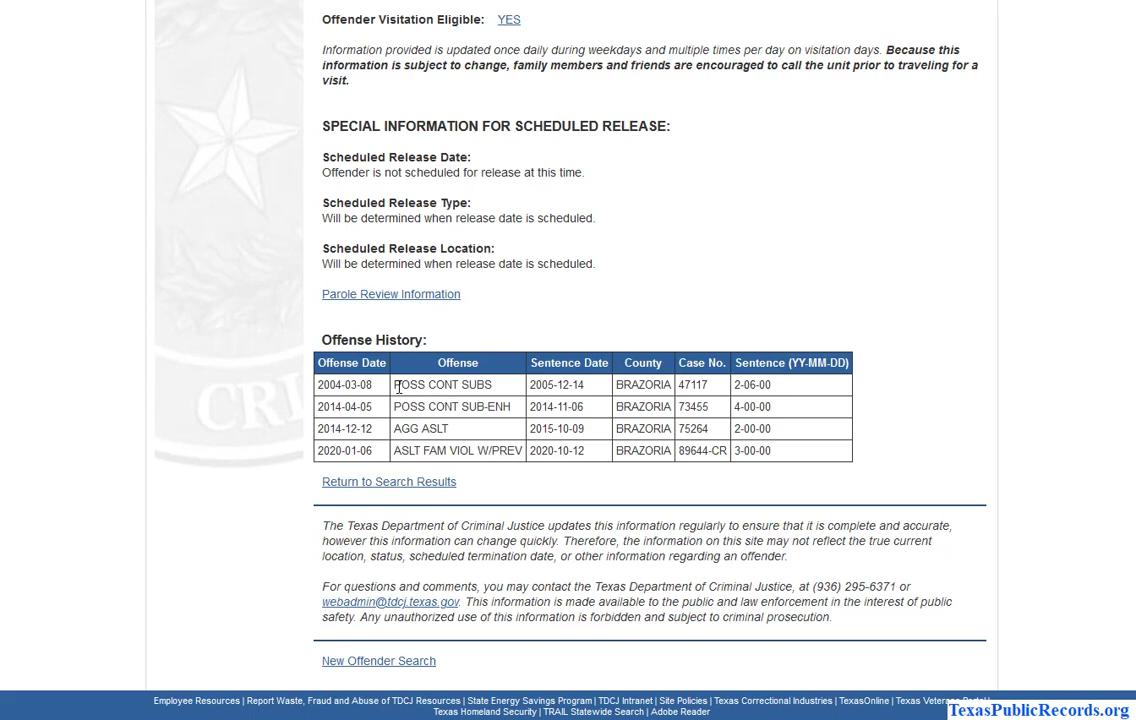 Offender Visitation Eligible: YES
Information provided is updated once daily during weekdays and multiple times per day on visitation days. Because this
information is subject to change, family members and friends are encouraged to call the unit prior to traveling for a
visit.
SPECIAL INFORMATION FOR SCHEDULED RELEASE:
Scheduled Release Date:
Offender is not scheduled for release at this time.
Scheduled Release Type:
Will be determined when release date is scheduled.
Scheduled Release Location:
Will be determined when release date is scheduled.
Parole Review Information
Offense History:
Offense Date Offense Sentence Date County Case No. Sentence (YY-MM-DD)
2004-03-08 POSS CONT SUBS 2005-12-14 BRAZORIA 47117 2-06-00
2014-04-05 POSS CONT SUB-ENH 2014-11-06 BRAZORIA 73455 4-00-00
2014-12-12 AGG ASLT 2015-10-09 BRAZORIA 75264 2-00-00
2020-01-06 ASLT FAM VIOL W/PREV 2020-10-12 BRAZORIA 89644-CR 3-00-00
CRI
Return to Search Results
The Texas Department of Criminal Justice updates this information regularly to ensure that it is complete and accurate,
however this information can change quickly. Therefore, the information on this site may not reflect the true current
location, status, scheduled termination date, or other information regarding an offender.
For questions and comments, you may contact the Texas Department of Criminal Justice, at (936) 295-6371 or
webadmin@tdcj.texas.gov. This information is made available to the public and law enforcement in the interest of public
safety. Any unauthorized use of this information is forbidden and subject to criminal prosecution.
New Offender Search
Employee Resources | Report Waste, Fraud and Abuse of TDCJ Resources | State Energy Savings Program | TDCJ Intranet | Site Policies | Texas Correctional Industries | TexasOnline | Texas
Texas Homeland Security | TRAIL Statewide Search | Adobe Reader
TexasPublicRecords.org